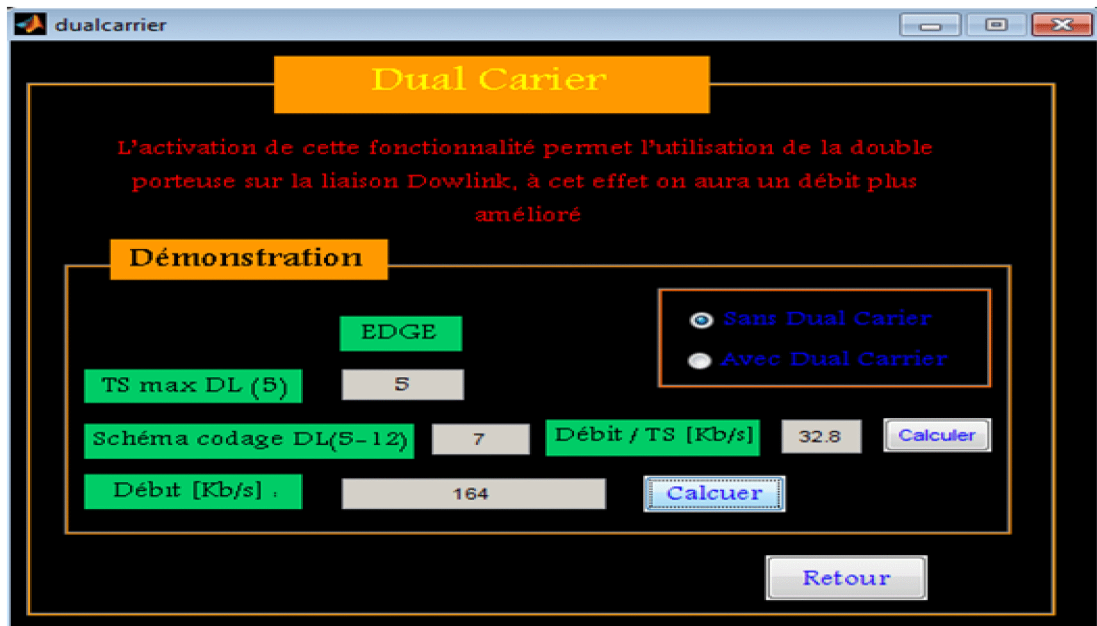 dualcarrier
Dual Carier
L'activation de cette fonctionnalité permet l'utilisation de la double
porteuse sur la liaison Dowlink, à cet effet on aura un débit plus
amélioré
Démonstration
EDGE
Sans Dual Carier
Avec Dual Carrier
TS max DL (5)
5
Schéma codage DL(5-12)
7
Débit / TS [Kb/s]
32.8
Calculer
Débit [Kb/s] :
164
Calcuer
Retour